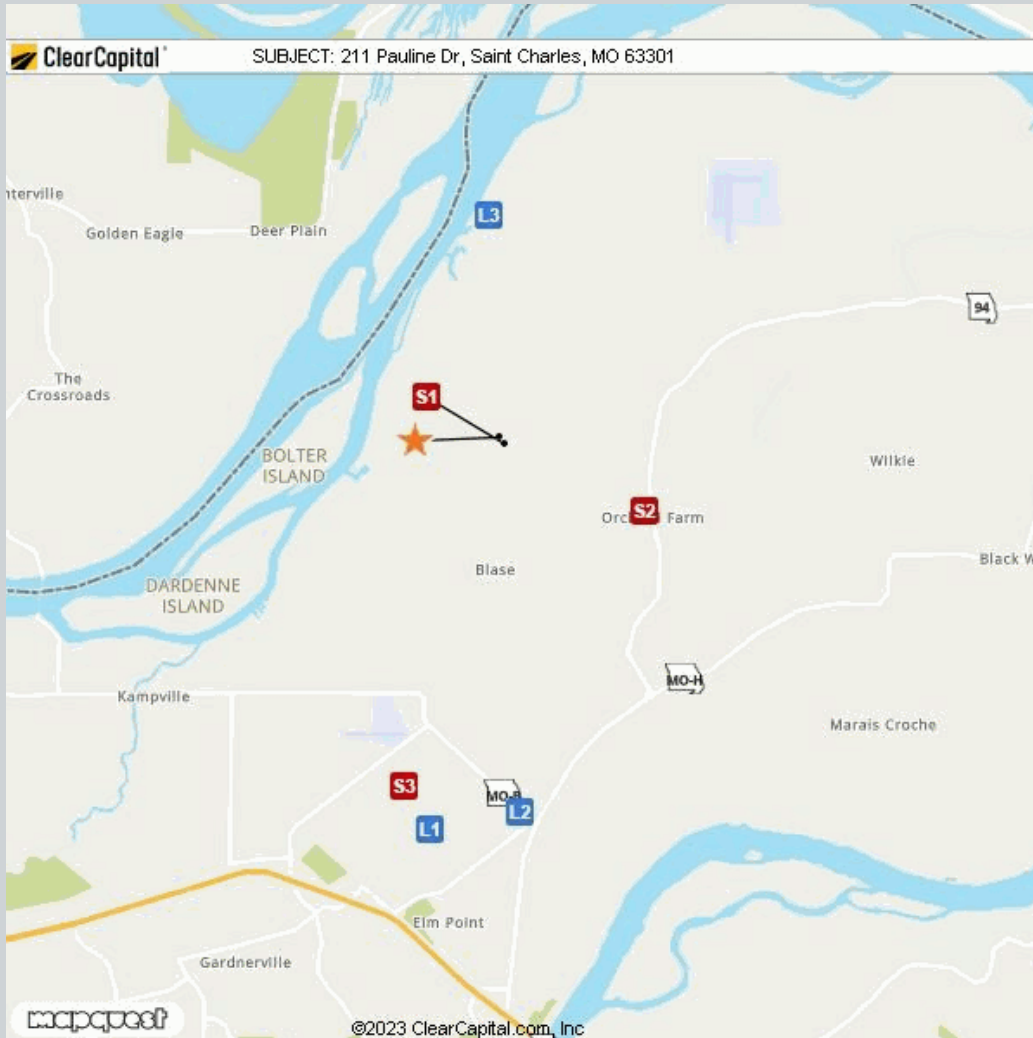 ClearCapital SUBJECT: 211 Pauline Dr, Saint Charles, MO 63301
nterville
L3
Golden Eagle
Deer Plain
94
The
Crossroads
S1
BOLTER
ISLAND
Wilkie
S2
Orc Farm
Black W
Blase
DARDENNE
ISLAND
MO-H
Kampville
Marais Croche
S3
MO-B
L2
L1
Elm Point
Gardnerville
mapquest
©2023 ClearCapital.com, Inc